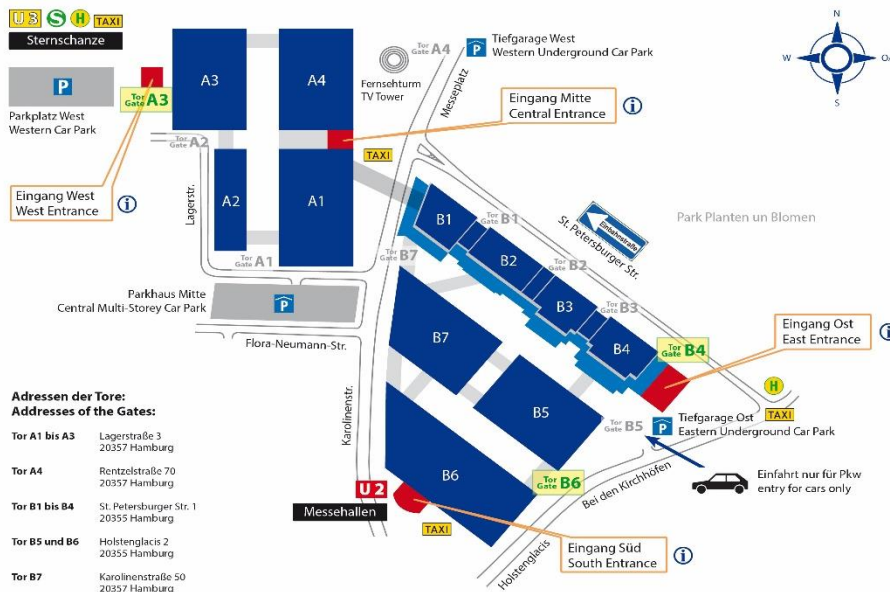 U3 S H TAXI
Sternschanze
P
Parkplatz West
Western Car Park
Tor
Gate A3
A3
A4
Tor
Gate A2
A2
A1
Eingang West
West Entrance
i
Lagerstr.
Tor
Gate A1
Fernsehturm
TV Tower
Tor
Gate A4
P
Tiefgarage West
Western Underground Car Park
Messeplatz
Eingang Mitte
Central Entrance
i
TAXI
N
W
O
S
Parkhaus Mitte
Central Multi-Storey Car Park
P
Flora-Neumann-Str.
Karolinenstr.
B1
Tor
Gate B1
B2
Tor
Gate B2
B3
Tor
Gate B3
B4
Tor
Gate B4
Tor
Gate B7
B7
B5
B6
Einbahnstraße
St. Petersburger Str.
Park Planten un Blomen
Eingang Ost
East Entrance
i
H
TAXI
Tor
Gate B5
P
Tiefgarage Ost
Eastern Underground Car Park
Tor
Gate B6
Bei den Kirchhöfen
Holstenglacis
Einfahrt nur für Pkw
entry for cars only
U2
Messehallen
TAXI
Eingang Süd
South Entrance
i
Adressen der Tore:
Addresses of the Gates:
Tor A1 bis A3 Lagerstraße 3
20357 Hamburg
Tor A4 Rentzelstraße 70
20357 Hamburg
Tor B1 bis B4 St. Petersburger Str. 1
20355 Hamburg
Tor B5 und B6 Holstenglacis 2
20355 Hamburg
Tor B7 Karolinenstraße 50
20357 Hamburg